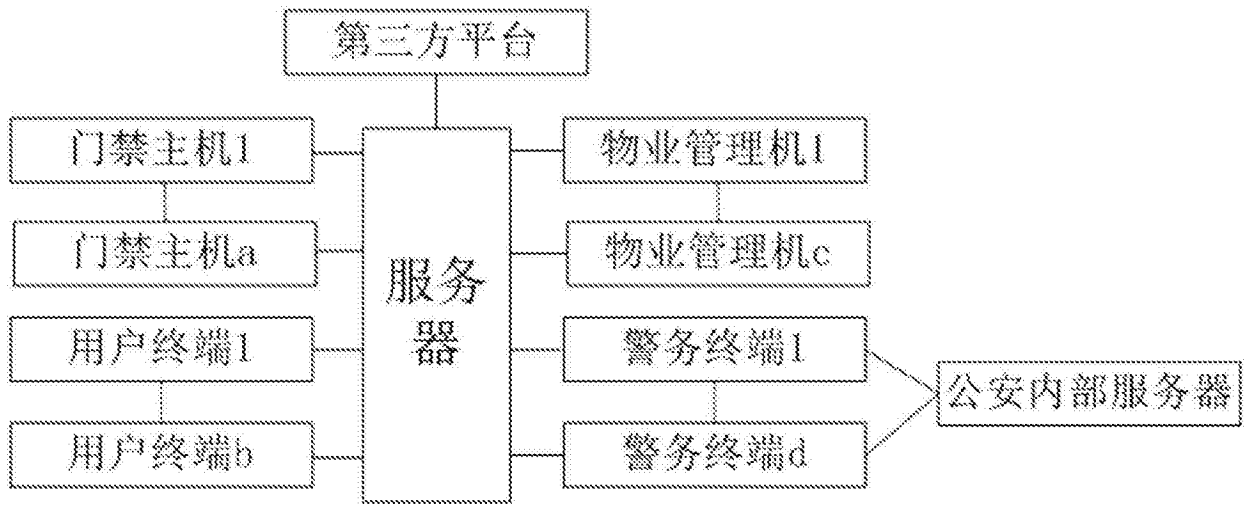 第三方平台
门禁主机1
物业管理机1
门禁主机a
物业管理机c
服务
器
用户终端1
警务终端1
公安内部服务器
用户终端b
警务终端d